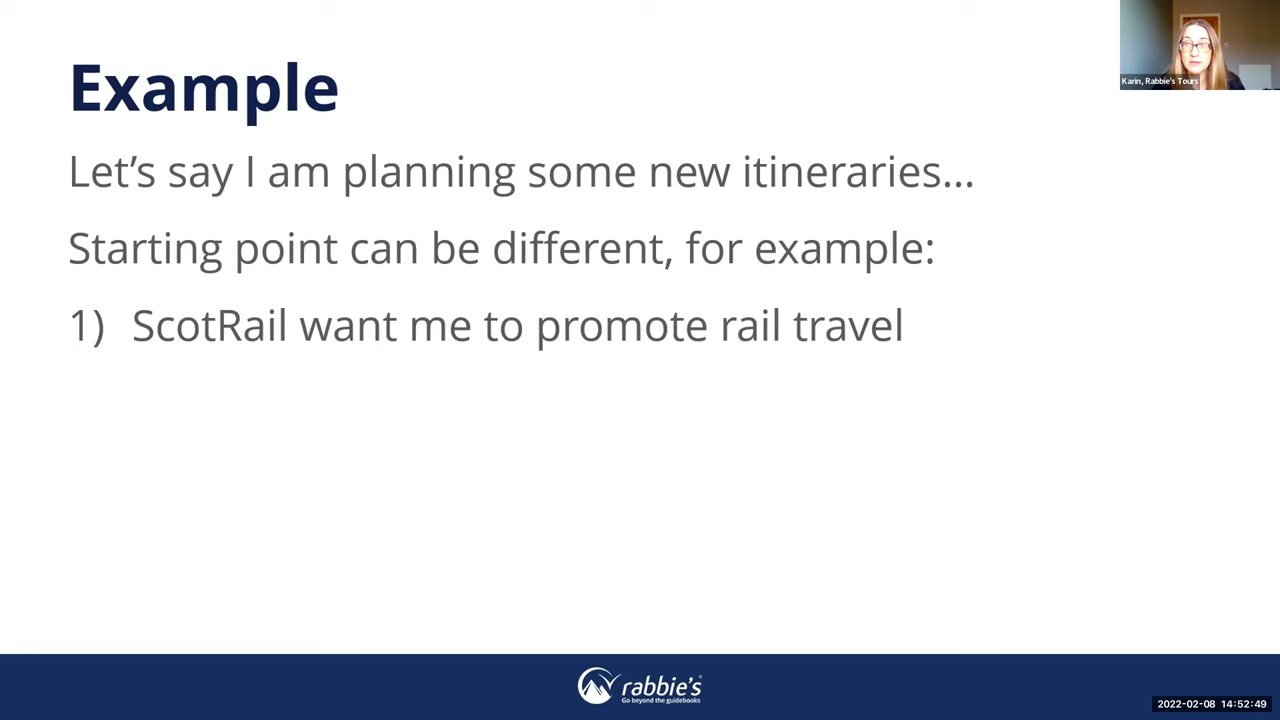 Example
Karin, Rabbie's Tours
Let’s say I am planning some new itineraries…
Starting point can be different, for example:
1) ScotRail want me to promote rail travel
rabbie's
Go beyond the guidebooks
2022-02-08 14:52:49